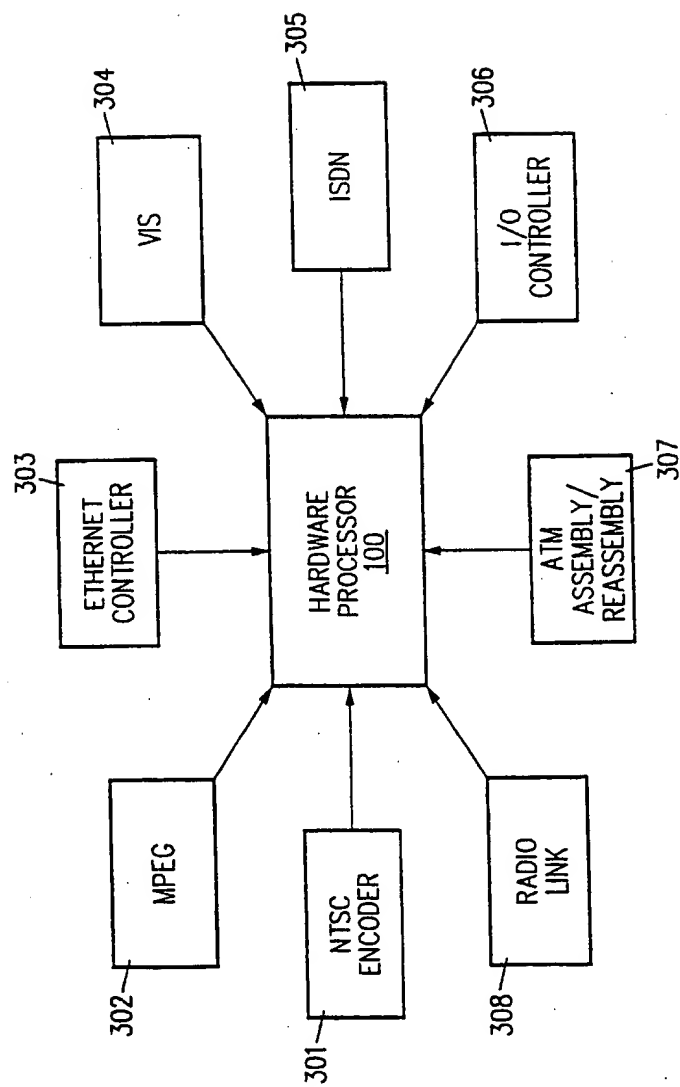 304
VIS
305
ISDN
306
I/O
CONTROLLER
303
ETHERNET
CONTROLLER
HARDWARE
PROCESSOR
100
307
ATM
ASSEMBLY/
REASSEMBLY
302
MPEG
301
NTSC
ENCODER
308
RADIO
LINK